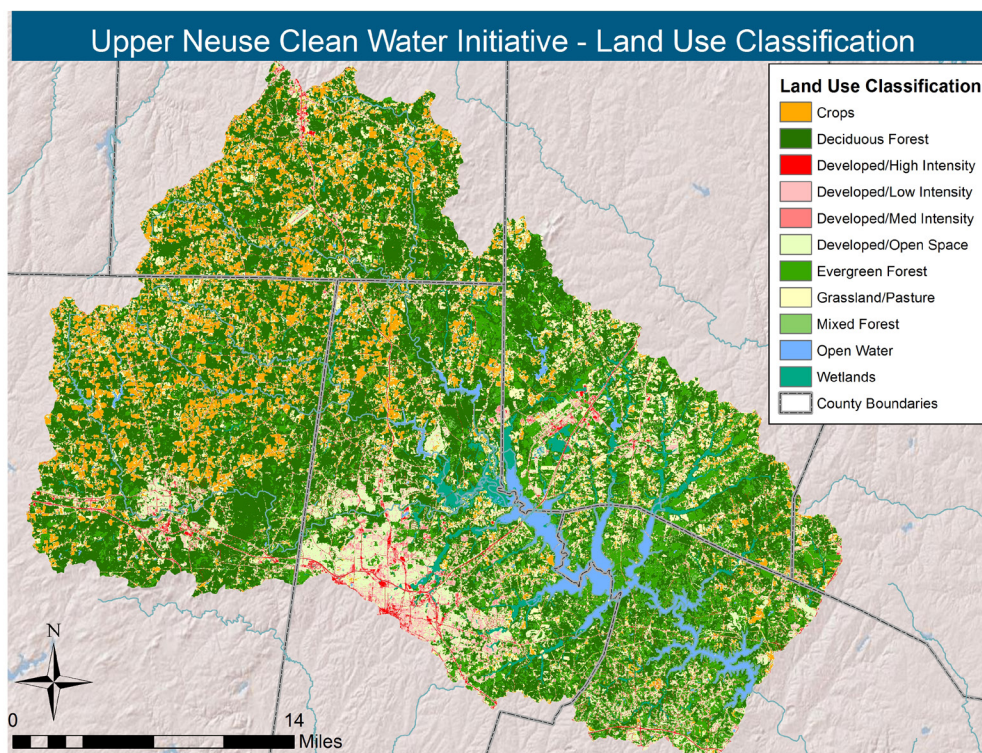 Upper Neuse Clean Water Initiative - Land Use Classification
Land Use Classification
Crops
Deciduous Forest
Developed/High Intensity
Developed/Low Intensity
Developed/Med Intensity
Developed/Open Space
Evergreen Forest
Grassland/Pasture
Mixed Forest
Open Water
Wetlands
County Boundaries
N
0 14
Miles